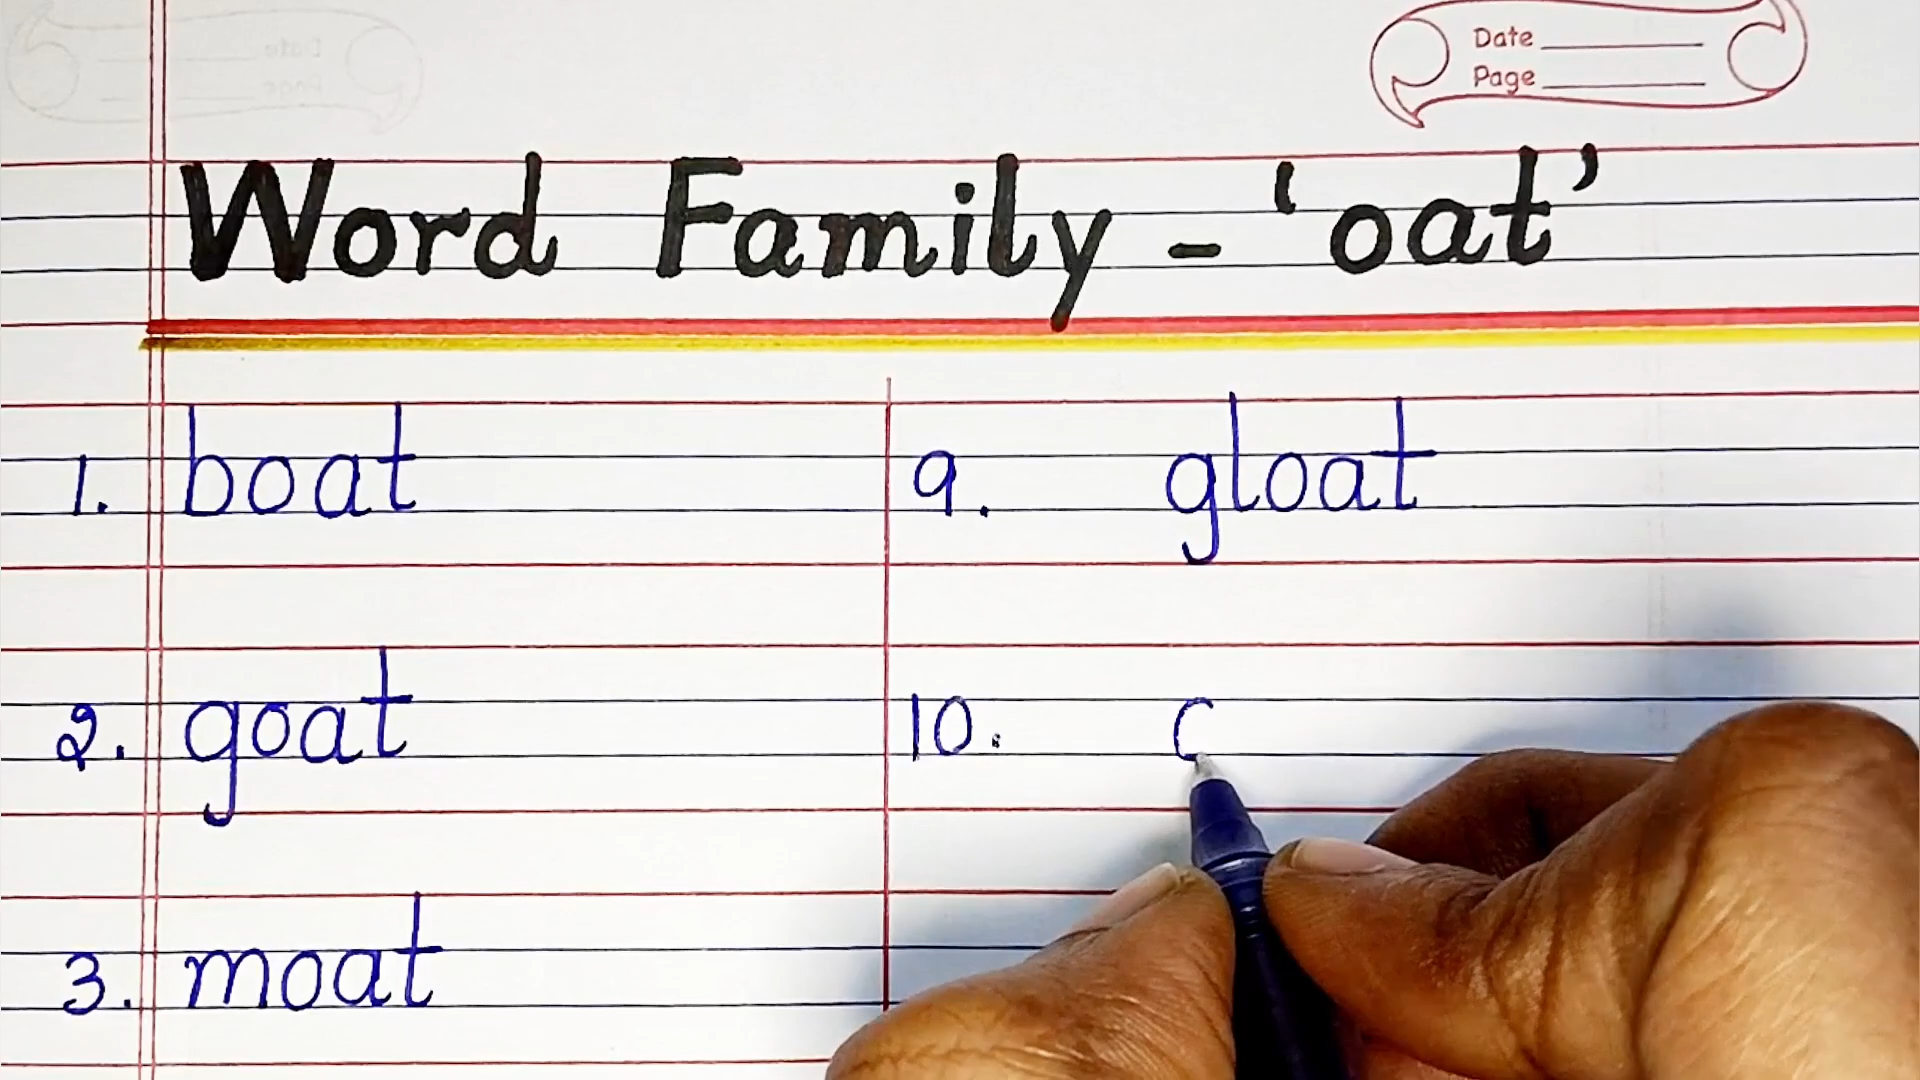 Date
Page
Word Family - 'oat'
1. boat
2. goat
3. moat
9. gloat
10. c